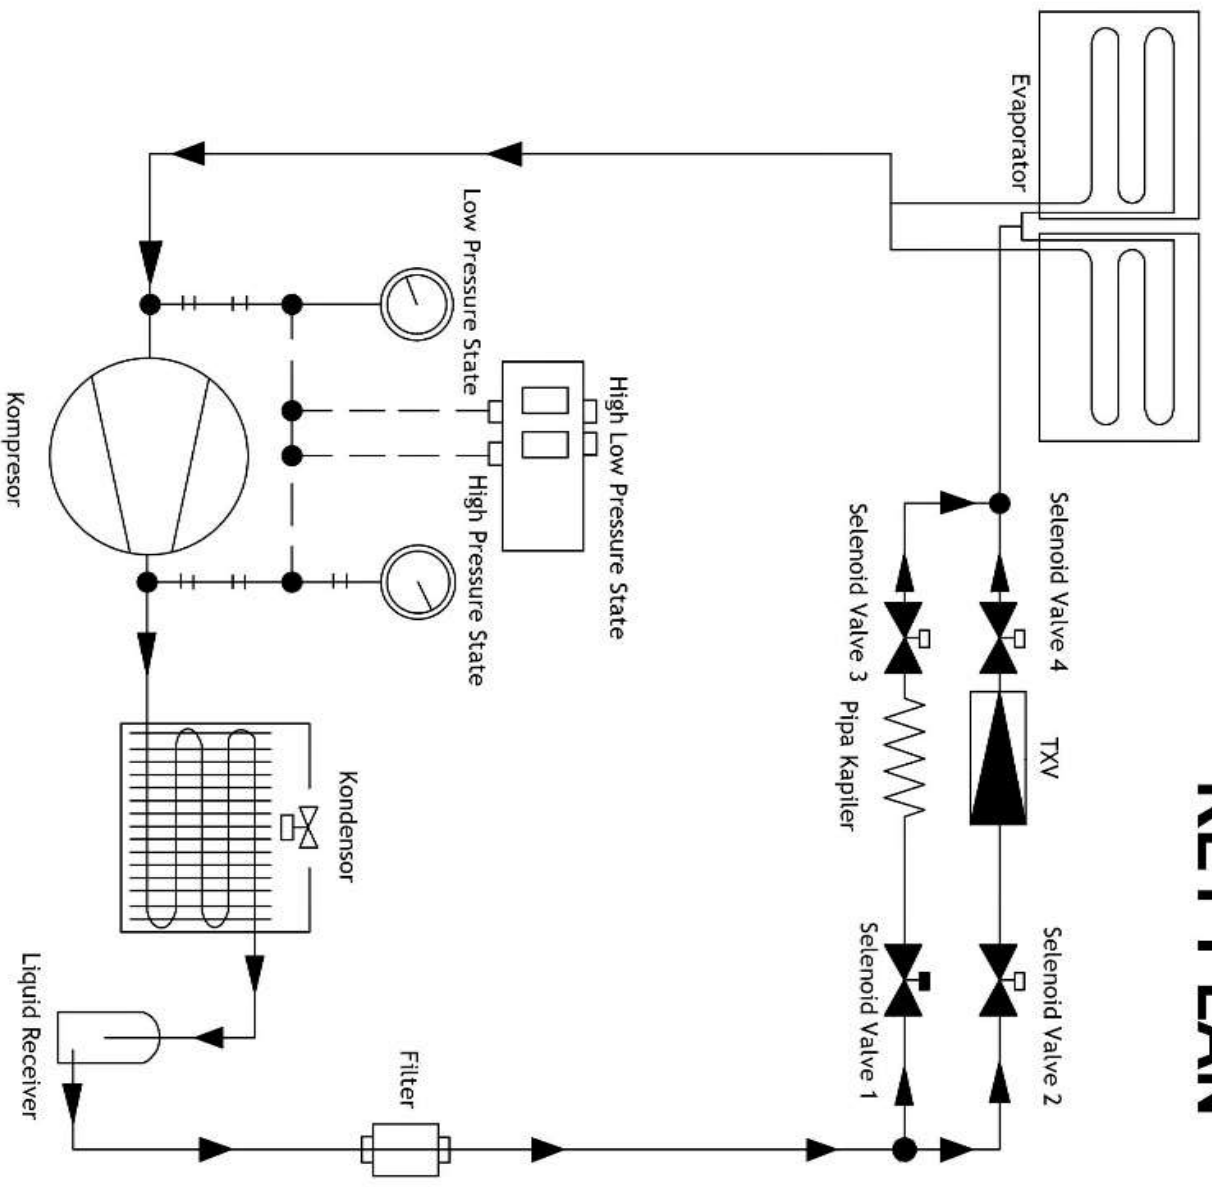 Selenoid Valve 4
TXV
Selenoid Valve 2
Evaporator
Selenoid Valve 3
Pipa Kapiler
Selenoid Valve 1
High Low Pressure State
Low Pressure State
High Pressure State
Filter
Kondensor
Liquid Receiver
Kompresor